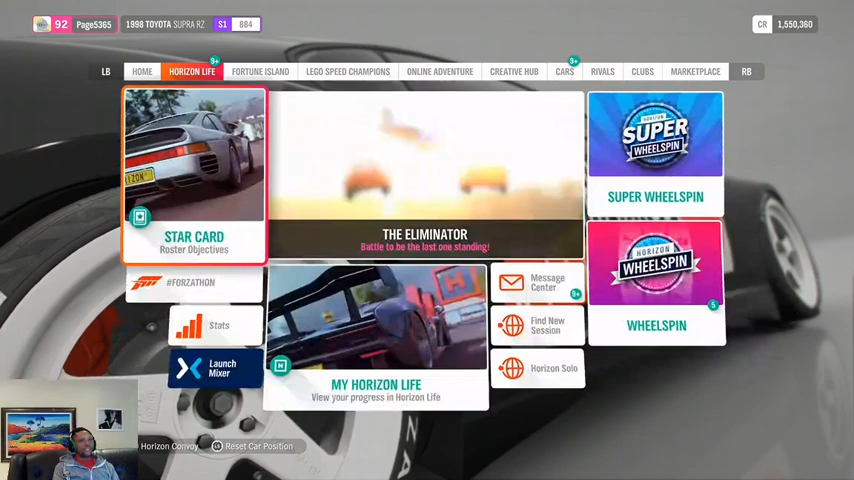 92 Page5365
1998 TOYOTA SUPRA RZ
S1 884
CR 1,550,360
LB
HOME
HORIZON LIFE
9+
FORTUNE ISLAND
LEGO SPEED CHAMPIONS
ONLINE ADVENTURE
CREATIVE HUB
CARS
9+
RIVALS
CLUBS
MARKETPLACE
RB
STAR CARD
Roster Objectives
THE ELIMINATOR
Battle to be the last one standing!
HORIZON
SUPER
WHEELSPIN
SUPER WHEELSPIN
HORIZON
WHEELSPIN
5
WHEELSPIN
#FORZATHON
Stats
Launch
Mixer
MY HORIZON LIFE
View your progress in Horizon Life
Message
Center
9+
Find New
Session
Horizon Solo
Horizon Convoy
Reset Car Position